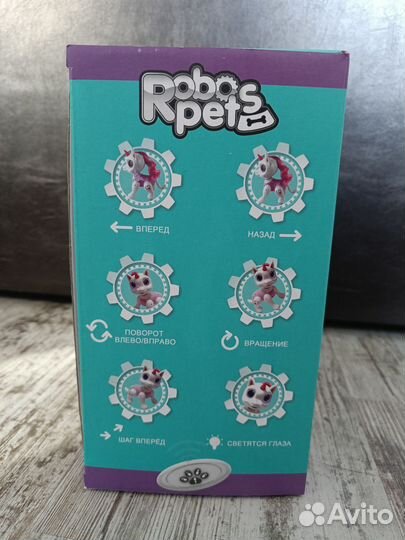 Robo
pets
ВПЕРЕД
НАЗАД
ПОВОРОТ
ВЛЕВО/ВПРАВО
ВРАЩЕНИЕ
ШАГ ВПЕРЁД
СВЕТЯТСЯ ГЛАЗА
Avito